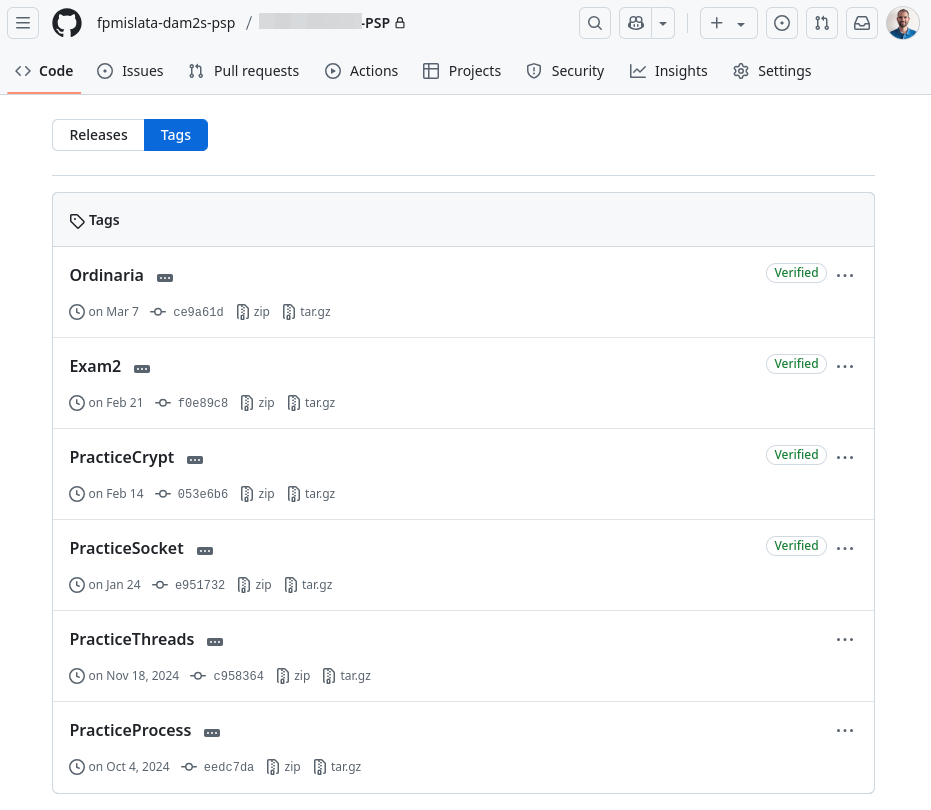 fpmislata-dam2s-psp / -PSP
Code Issues Pull requests Actions Projects Security Insights Settings
Releases Tags
Tags
Ordinaria Verified
on Mar 7 ce9a61d zip tar.gz
Exam2 Verified
on Feb 21 f0e89c8 zip tar.gz
PracticeCrypt Verified
on Feb 14 053e6b6 zip tar.gz
PracticeSocket Verified
on Jan 24 e951732 zip tar.gz
PracticeThreads
on Nov 18, 2024 c958364 zip tar.gz
PracticeProcess
on Oct 4, 2024 eedc7da zip tar.gz